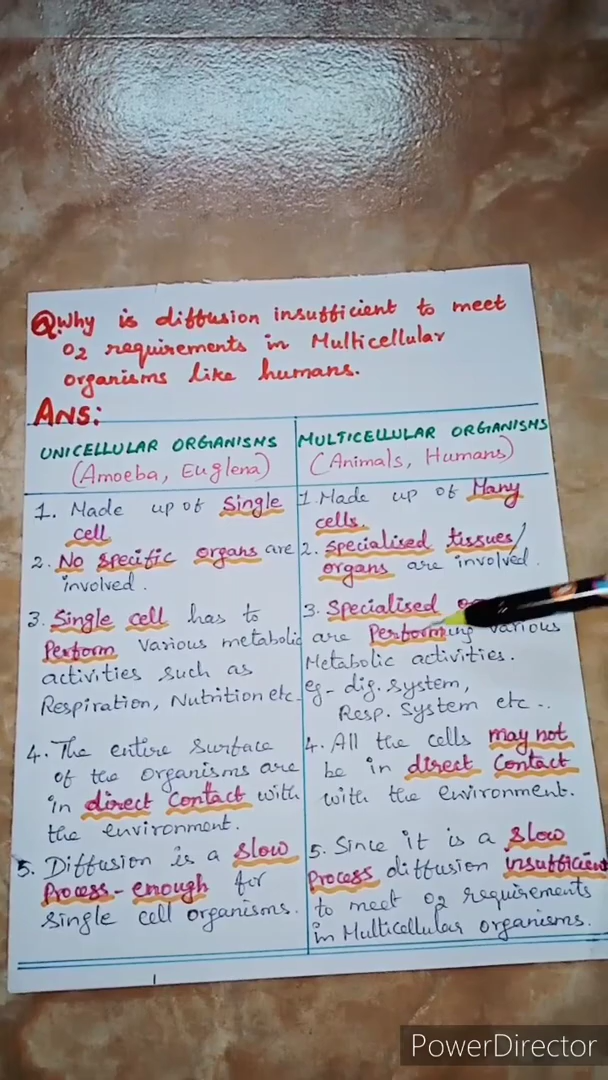 Q. Why is diffusion insufficient to meet
O2 requirements in Multicellular
organisms like humans.
ANS:
UNICELLULAR ORGANISMS
(Amoeba, Euglena)
1. Made up of Single
cell
2. No specific organs are
involved.
3. Single cell has to
Perform various metabolic
activities such as
Respiration, Nutrition etc
4. The entire surface
of the organisms are
in direct Contact with
the environment.
5. Diffusion is a slow
Process-enough for
single cell organisms.
MULTICELLULAR ORGANISMS
(Animals, Humans)
1. Made up of Many
cells.
2. specialised tissues/
organs are involved.
3. Specialised
are Performing various
Metabolic activities.
eg- dig. system,
Resp. System etc..
4. All the cells may not
be in direct Contact
with the environment.
5. Since it is a slow
Process diffusion insufficient
to meet O2 requirements
in Multicellular organisms.
PowerDirector